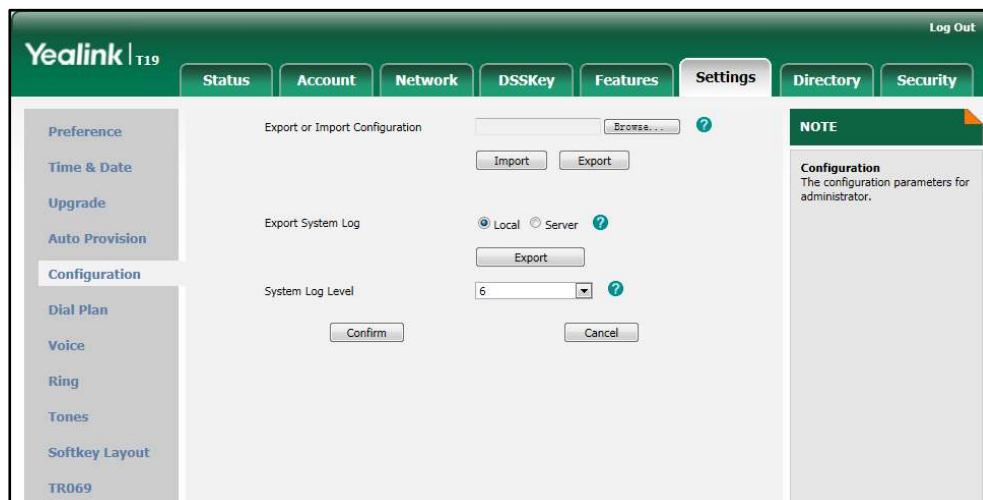 Log Out
Yealink T19
Status Account Network DSSKey Features Settings Directory Security
Preference
Time & Date
Upgrade
Auto Provision
Configuration
Dial Plan
Voice
Ring
Tones
Softkey Layout
TR069
Export or Import Configuration Browse... ?
Import Export
Export System Log Local Server ?
Export
System Log Level 6 ?
Confirm Cancel
NOTE
Configuration
The configuration parameters for
administrator.